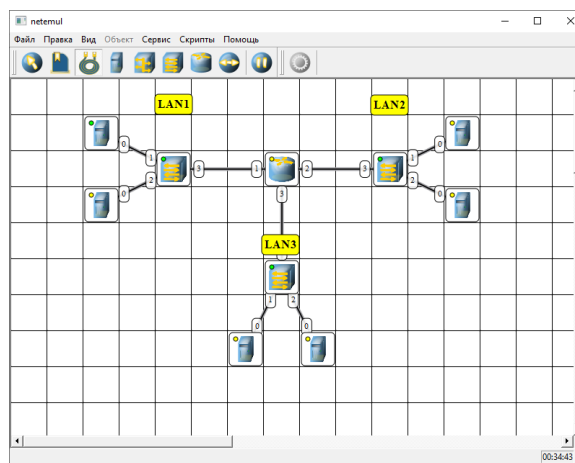 netemul
Файл Правка Вид Объект Сервис Скрипты Помощь
LAN1 LAN2
0 0
1 1
3 1 2 3
2 2
0 0
3
LAN3
1 2
0 0
00:34:43